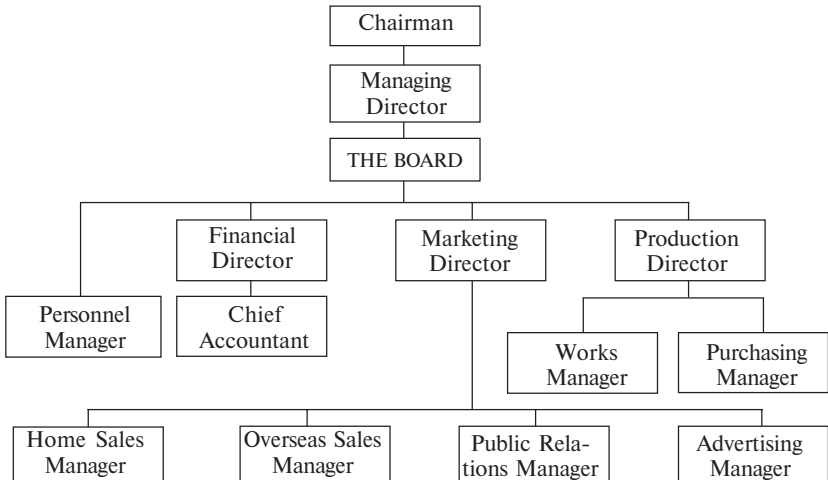 Chairman
Managing
Director
THE BOARD
Financial
Director
Marketing
Director
Production
Director
Personnel
Manager
Chief
Accountant
Works
Manager
Purchasing
Manager
Home Sales
Manager
Overseas Sales
Manager
Public Rela-
tions Manager
Advertising
Manager